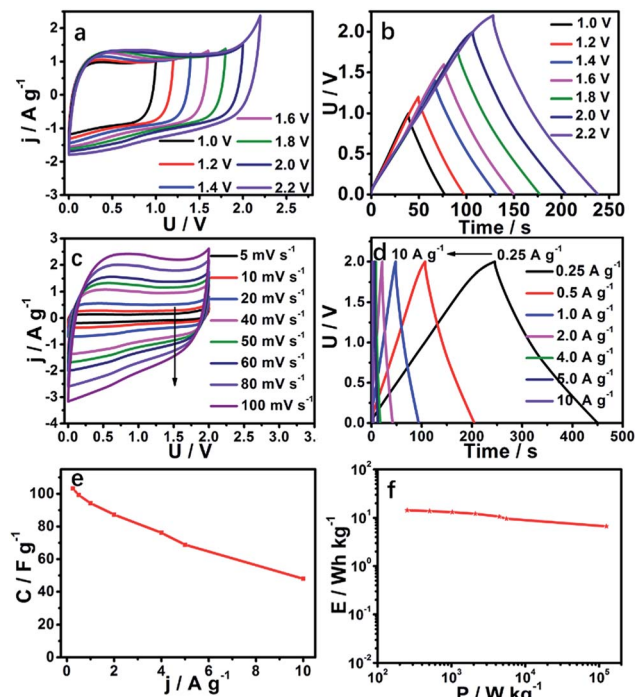 a
j / A g⁻¹
3
2
1
0
-1
-2
-3
0.0 0.5 1.0 1.5 2.0 2.5
U / V
1.6 V
1.0 V 1.8 V
1.2 V 2.0 V
1.4 V 2.2 V
b
U / V
2.0
1.5
1.0
0.5
0.0
0 50 100 150 200 250
Time / s
1.0 V
1.2 V
1.4 V
1.6 V
1.8 V
2.0 V
2.2 V
c
j / A g⁻¹
3
2
1
0
-1
-2
-3
-4
0.0 0.5 1.0 1.5 2.0 2.5 3.0 3.
U / V
5 mV s⁻¹
10 mV s⁻¹
20 mV s⁻¹
40 mV s⁻¹
50 mV s⁻¹
60 mV s⁻¹
80 mV s⁻¹
100 mV s⁻¹
d
10 A g⁻¹ 0.25 A g⁻¹
U / V
2.0
1.5
1.0
0.5
0.0
0 100 200 300 400 500
Time / s
0.25 A g⁻¹
0.5 A g⁻¹
1.0 A g⁻¹
2.0 A g⁻¹
4.0 A g⁻¹
5.0 A g⁻¹
10 A g⁻¹
e
C / F g⁻¹
100
80
60
40
20
0
0 2 4 6 8 10
j / A g⁻¹
f
E / Wh kg⁻¹
10²
10¹
10⁰
10⁻¹
10⁻²
10² 10³ 10⁴ 10⁵
P / W kg⁻¹